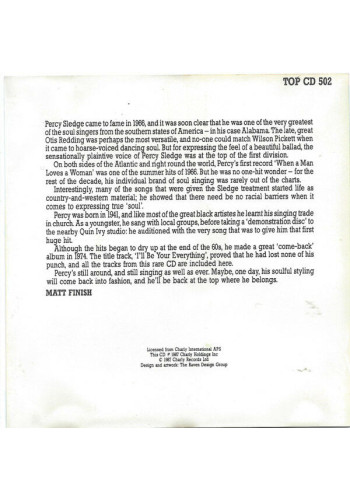 TOP CD 502
Percy Sledge came to fame in 1966, and it was soon clear that he was one of the very greatest
of the soul singers from the southern states of America – in his case Alabama. The late, great
Otis Redding was perhaps the most versatile, and no-one could match Wilson Pickett when
it came to hoarse-voiced dancing soul. But for expressing the feel of a beautiful ballad, the
sensationally plaintive voice of Percy Sledge was at the top of the first division.
On both sides of the Atlantic and right round the world, Percy's first record 'When a Man
Loves a Woman' was one of the summer hits of 1966. But he was no one-hit wonder – for the
rest of the decade, his individual brand of soul singing was rarely out of the charts.
Interestingly, many of the songs that were given the Sledge treatment started life as
country-and-western material; he showed that there need be no racial barriers when it
comes to expressing true 'soul'.
Percy was born in 1941, and like most of the great black artistes he learnt his singing trade
in church. As a youngster, he sang with local groups, before taking a 'demonstration disc' to
the nearby Quin Ivy studio: he auditioned with the very song that was to give him that first
huge hit.
Although the hits began to dry up at the end of the 60s, he made a great 'come-back'
album in 1974. The title track, 'I'll Be Your Everything', proved that he had lost none of his
punch, and all the tracks from this rare CD are included here.
Percy's still around, and still singing as well as ever. Maybe, one day, his soulful styling
will come back into fashion, and he'll be back at the top where he belongs.
MATT FINISH
Licensed from Charly International APS
This CD ℗ 1987 Charly Holdings Inc
© 1987 Charly Records Ltd
Design and artwork: The Raven Design Group